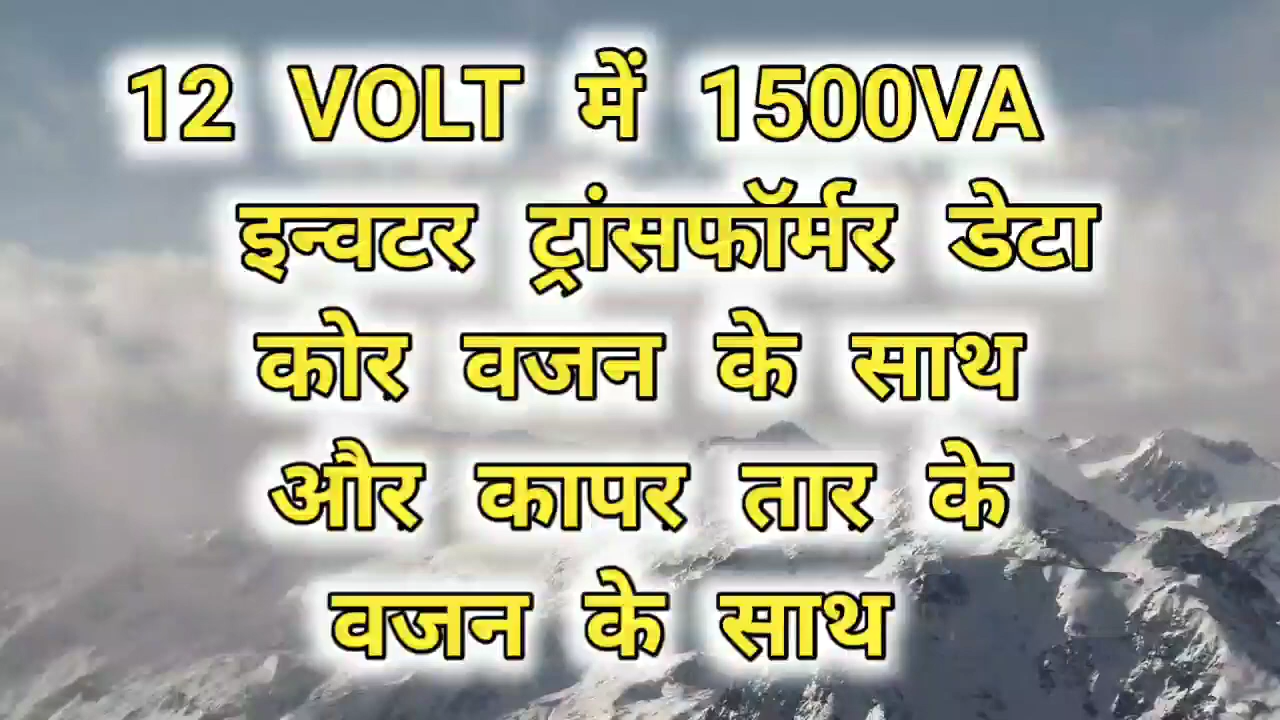 12 VOLT में 1500VA
इन्वटर ट्रांसफॉर्मर डेटा
कोर वजन के साथ
और कापर तार के
वजन के साथ